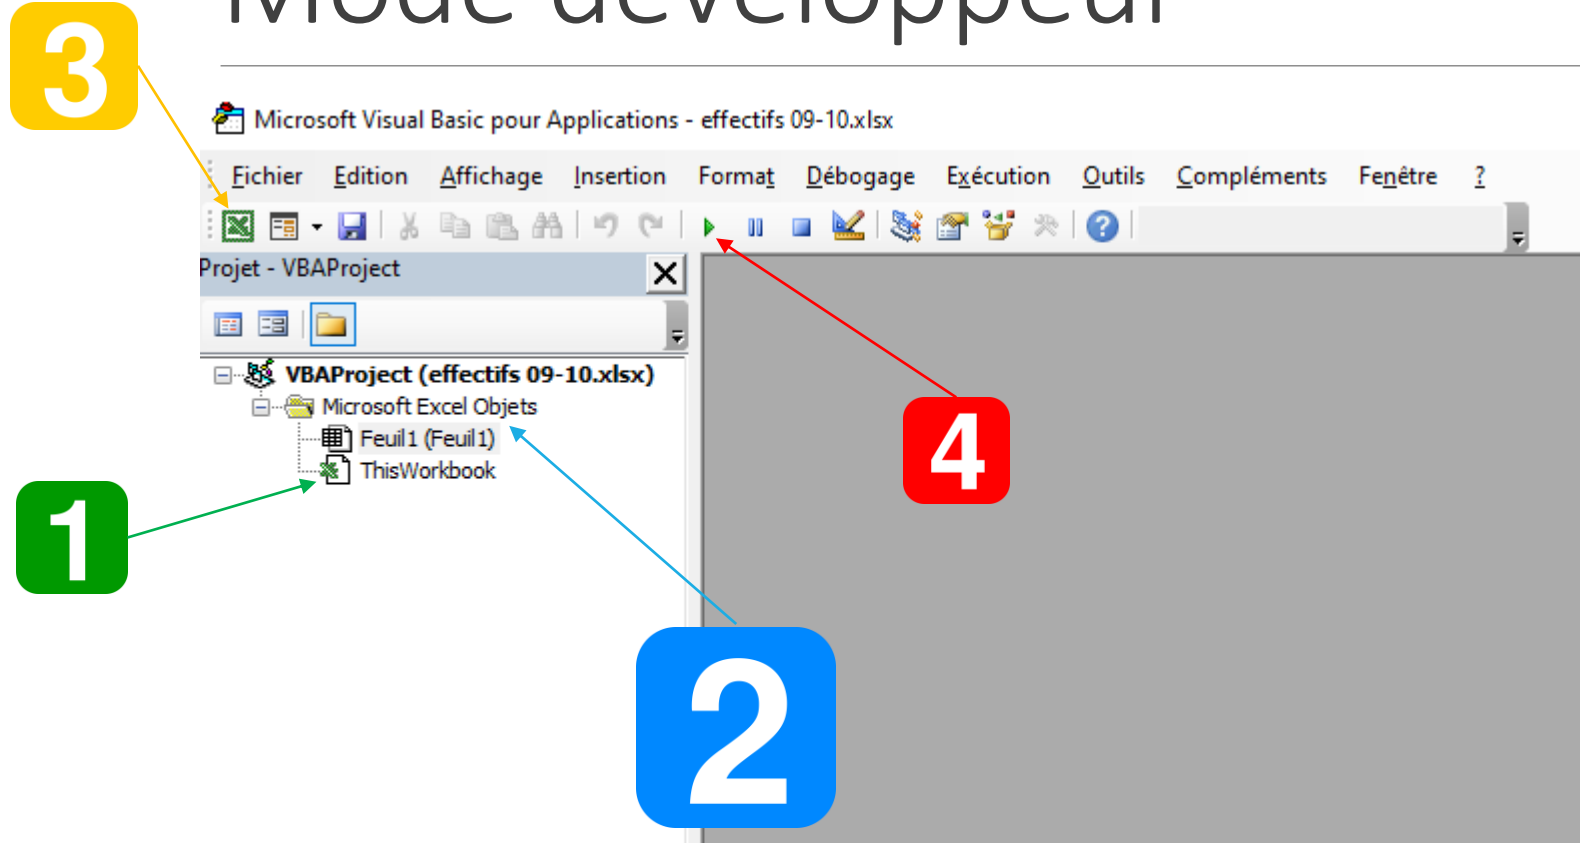 Mode développeur
3
Microsoft Visual Basic pour Applications - effectifs 09-10.xlsx
Fichier Edition Affichage Insertion Format Débogage Exécution Outils Compléments Fenêtre ?
Projet - VBAProject
VBAProject (effectifs 09-10.xlsx)
Microsoft Excel Objets
Feuil1 (Feuil1)
ThisWorkbook
4
1
2